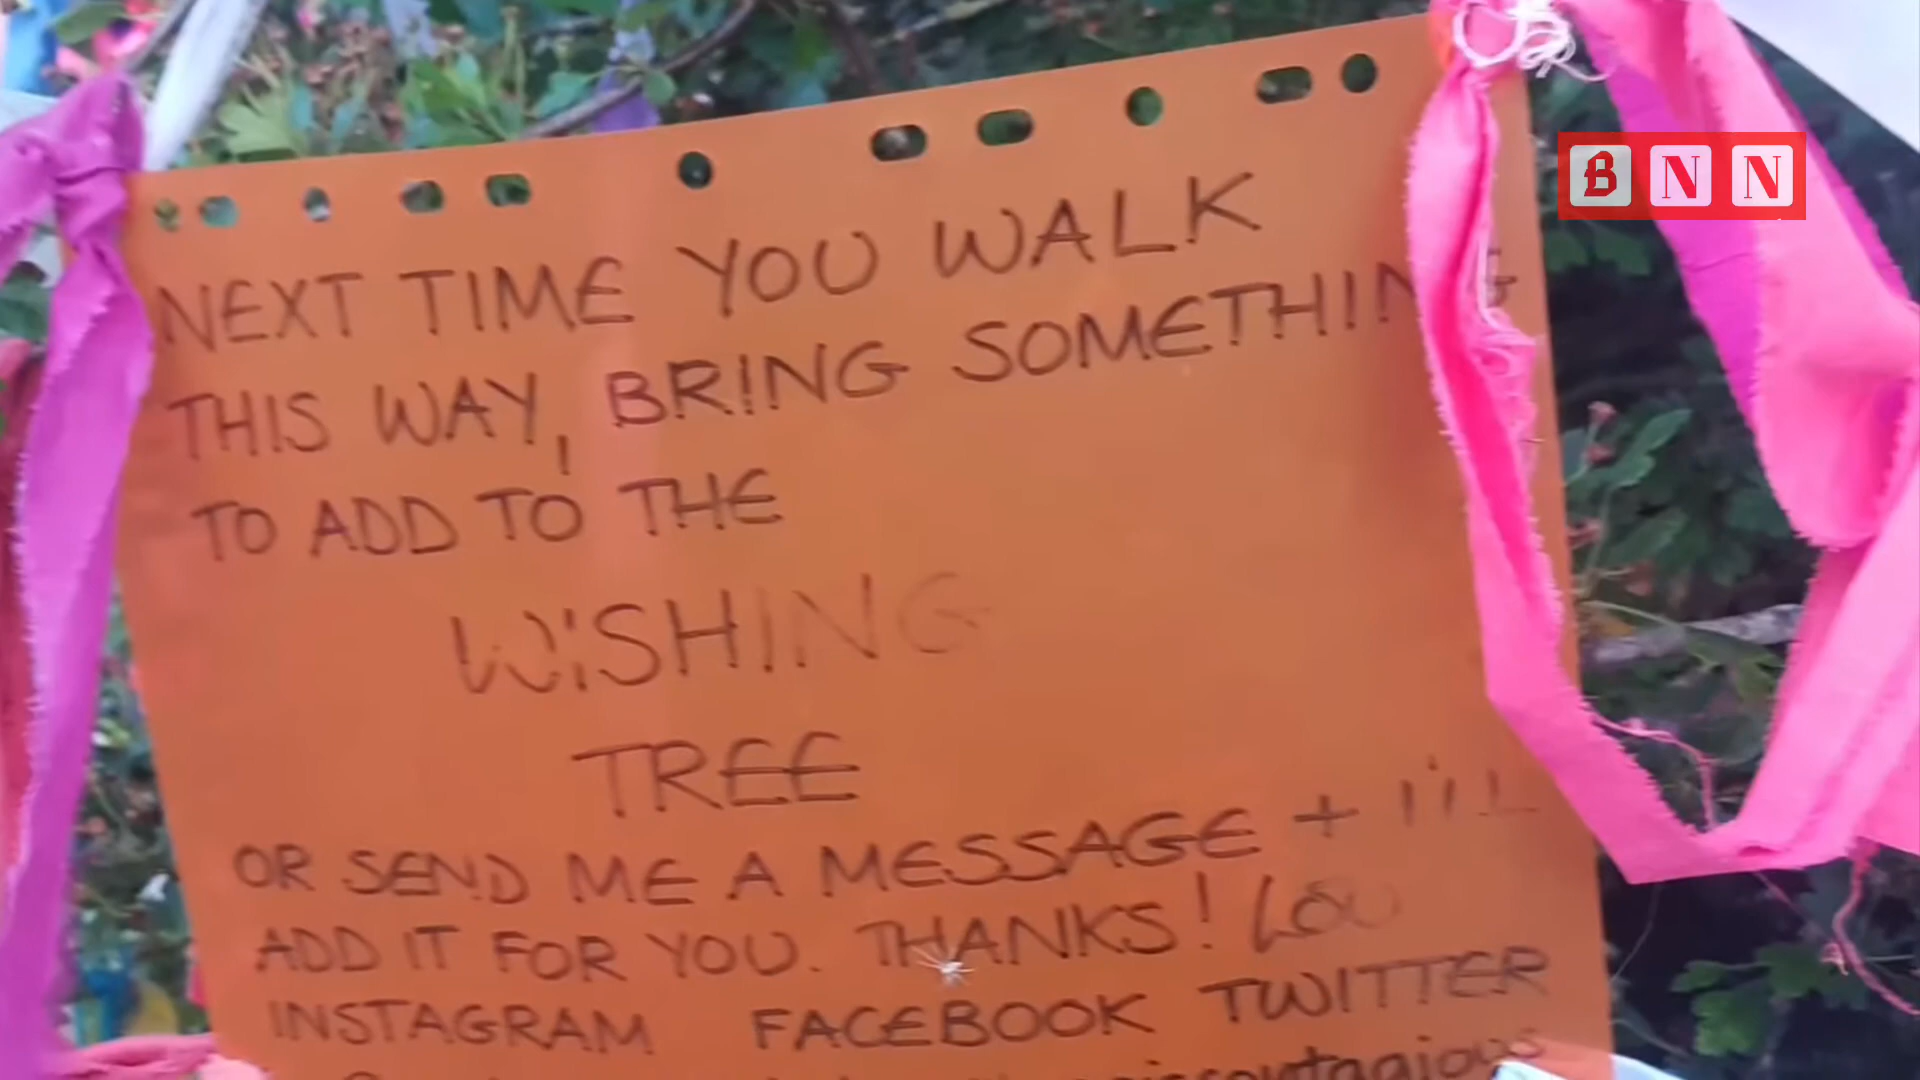 BNN
NEXT TIME YOU WALK
THIS WAY, BRING SOMETHING
TO ADD TO THE
WISHING
TREE
OR SEND ME A MESSAGE + I'LL
ADD IT FOR YOU. THANKS! LOU
INSTAGRAM FACEBOOK TWITTER